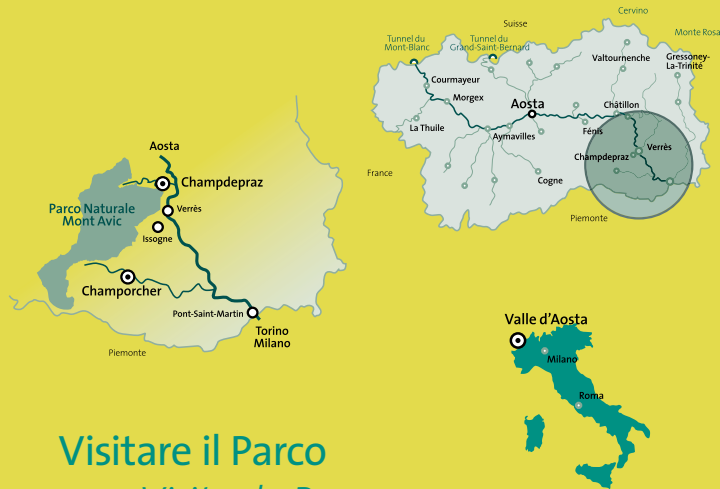 Cervino
Suisse
Monte Rosa
Tunnel du
Mont-Blanc
Tunnel du
Grand-Saint-Bernard
Valtournenche
Gressoney-
La-Trinité
Courmayeur
Morgex
Aosta
Châtillon
La Thuile
Aymavilles
Fénis
Verrès
Champdepraz
France
Cogne
Piemonte
Aosta
Champdepraz
Parco Naturale
Mont Avic
Verrès
Issogne
Champorcher
Pont-Saint-Martin
Torino
Milano
Piemonte
Valle d'Aosta
Milano
Roma
Visitare il Parco